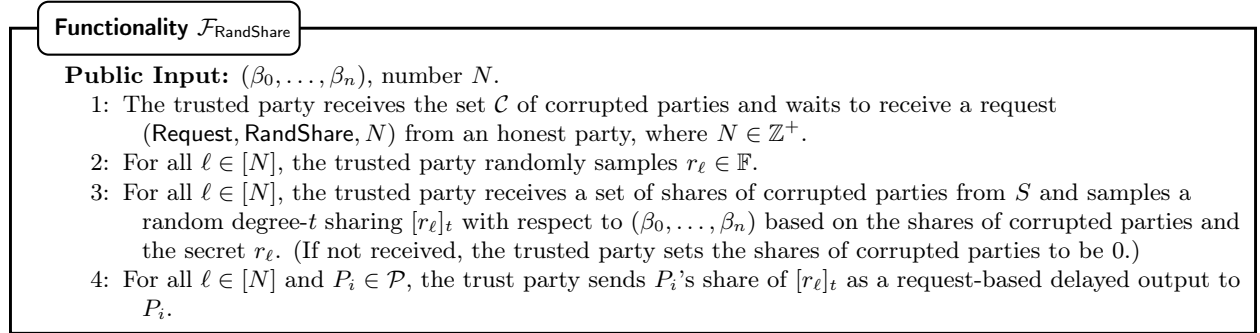 Functionality F_RandShare
Public Input: (β₀, . . . , βₙ), number N.
1: The trusted party receives the set C of corrupted parties and waits to receive a request
(Request, RandShare, N) from an honest party, where N ∈ ℤ⁺.
2: For all ℓ ∈ [N], the trusted party randomly samples r_ℓ ∈ 𝔽.
3: For all ℓ ∈ [N], the trusted party receives a set of shares of corrupted parties from S and samples a
random degree-t sharing [r_ℓ]_t with respect to (β₀, . . . , βₙ) based on the shares of corrupted parties and
the secret r_ℓ. (If not received, the trusted party sets the shares of corrupted parties to be 0.)
4: For all ℓ ∈ [N] and P_i ∈ 𝒫, the trust party sends P_i's share of [r_ℓ]_t as a request-based delayed output to
P_i.